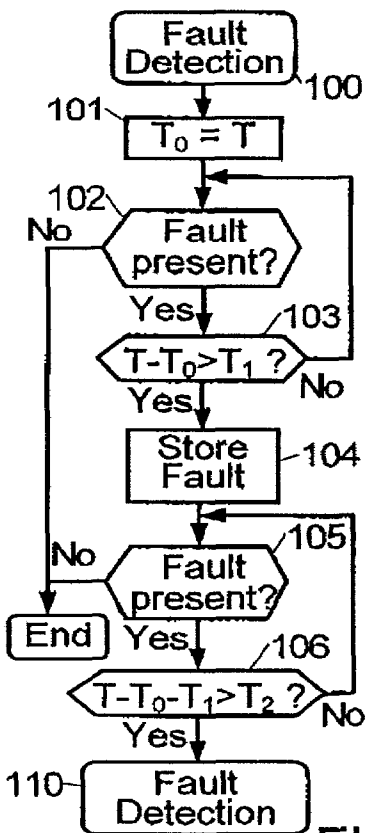 Fault
Detection
100
101
T₀ = T
102
No
Fault
present?
Yes
103
T-T₀>T₁ ?
No
Yes
Store
Fault
104
No
105
Fault
present?
End
Yes
106
T-T₀-T₁>T₂ ?
No
Yes
110
Fault
Detection